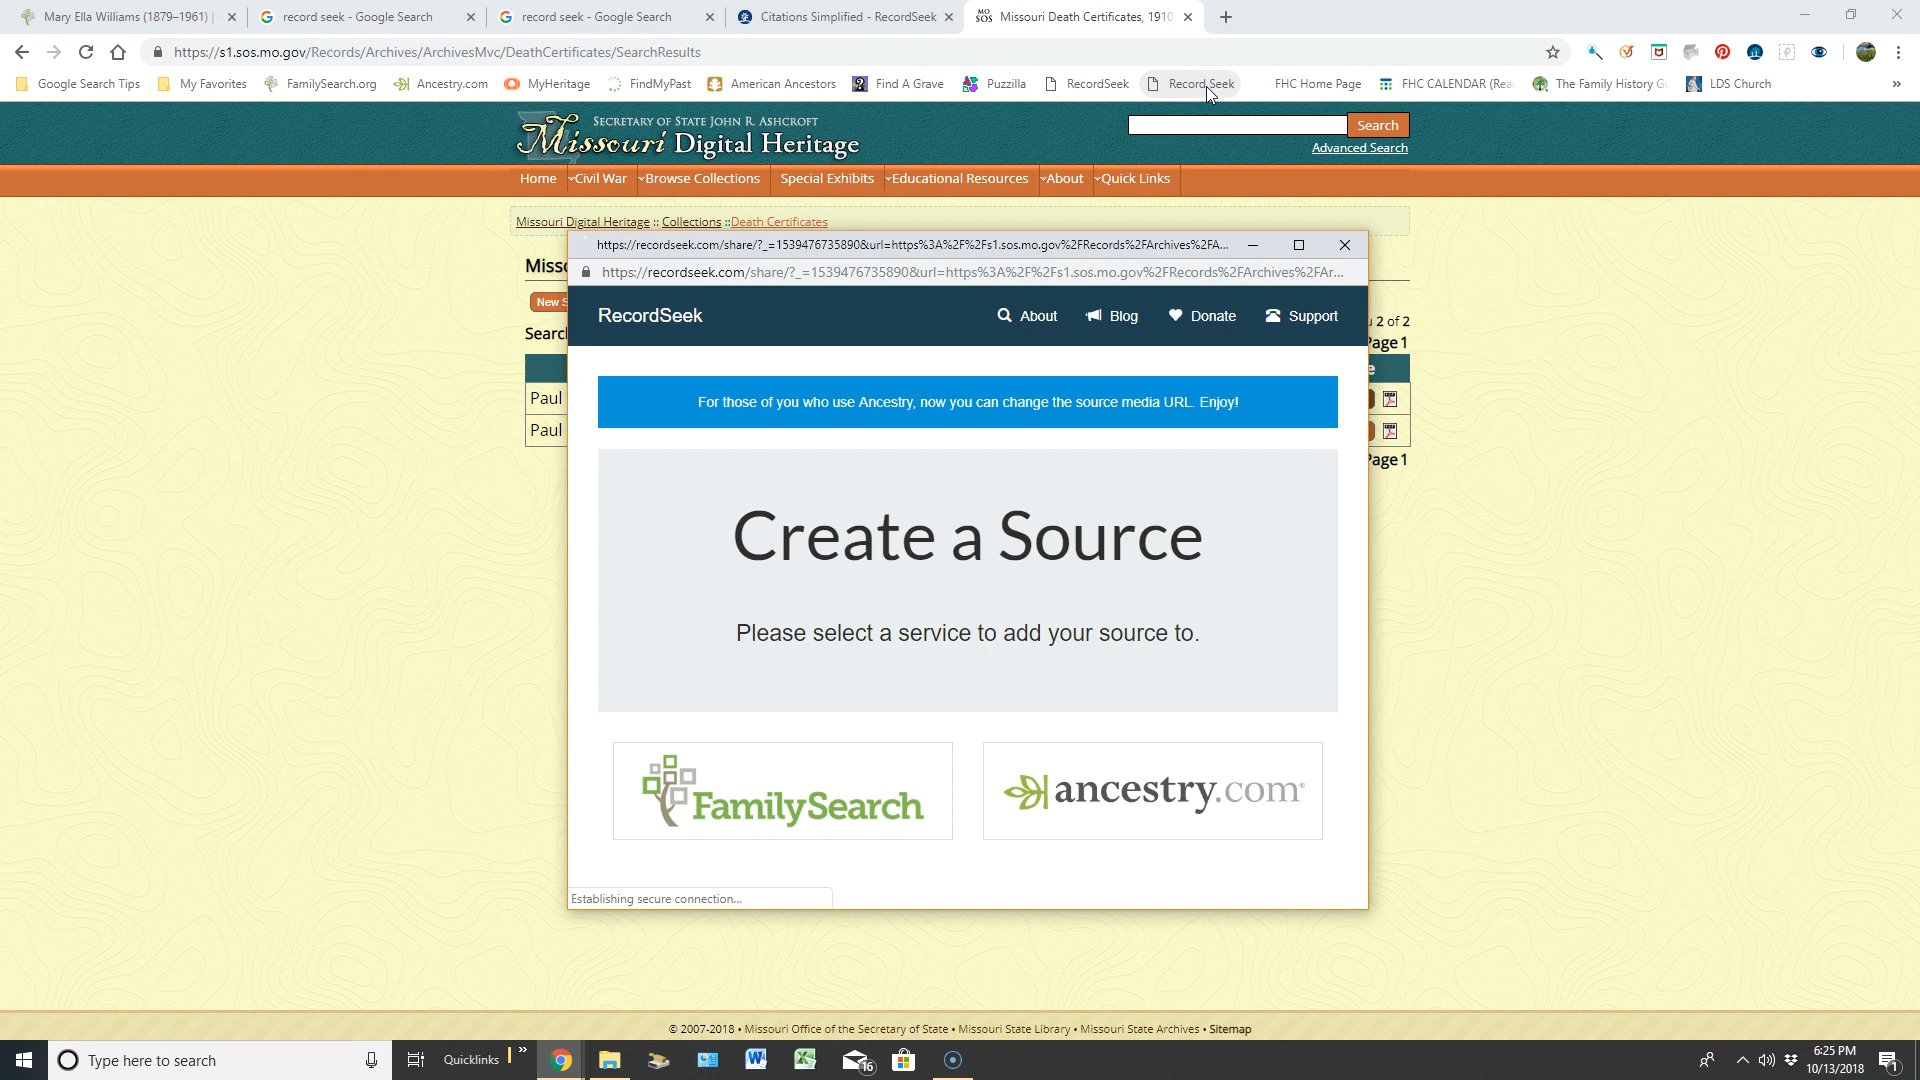 Mary Ella Williams (1879–1961) |
record seek - Google Search
record seek - Google Search
Citations Simplified - RecordSeek
MO SOS Missouri Death Certificates, 1910
https://s1.sos.mo.gov/Records/Archives/ArchivesMvc/DeathCertificates/SearchResults
Google Search Tips My Favorites FamilySearch.org Ancestry.com MyHeritage FindMyPast American Ancestors Find A Grave Puzzilla RecordSeek Record Seek FHC Home Page FHC CALENDAR (Rea The Family History Gu LDS Church »
SECRETARY OF STATE JOHN R. ASHCROFT
Missouri Digital Heritage
Search
Advanced Search
Home Civil War Browse Collections Special Exhibits Educational Resources About Quick Links
Missouri Digital Heritage :: Collections ::Death Certificates
https://recordseek.com/share/?_=1539476735890&url=https%3A%2F%2Fs1.sos.mo.gov%2FRecords%2FArchives%2FA...
Misso
https://recordseek.com/share/?_=1539476735890&url=https%3A%2F%2Fs1.sos.mo.gov%2FRecords%2FArchives%2FAr...
New S
RecordSeek About Blog Donate Support
2 of 2
Searc
Page 1
e
Paul
Paul
Page 1
For those of you who use Ancestry, now you can change the source media URL. Enjoy!
Create a Source
Please select a service to add your source to.
FamilySearch
ancestry.com®
Establishing secure connection...
© 2007-2018 • Missouri Office of the Secretary of State • Missouri State Library • Missouri State Archives • Sitemap
Type here to search
Quicklinks »
16
6:25 PM
10/13/2018
1